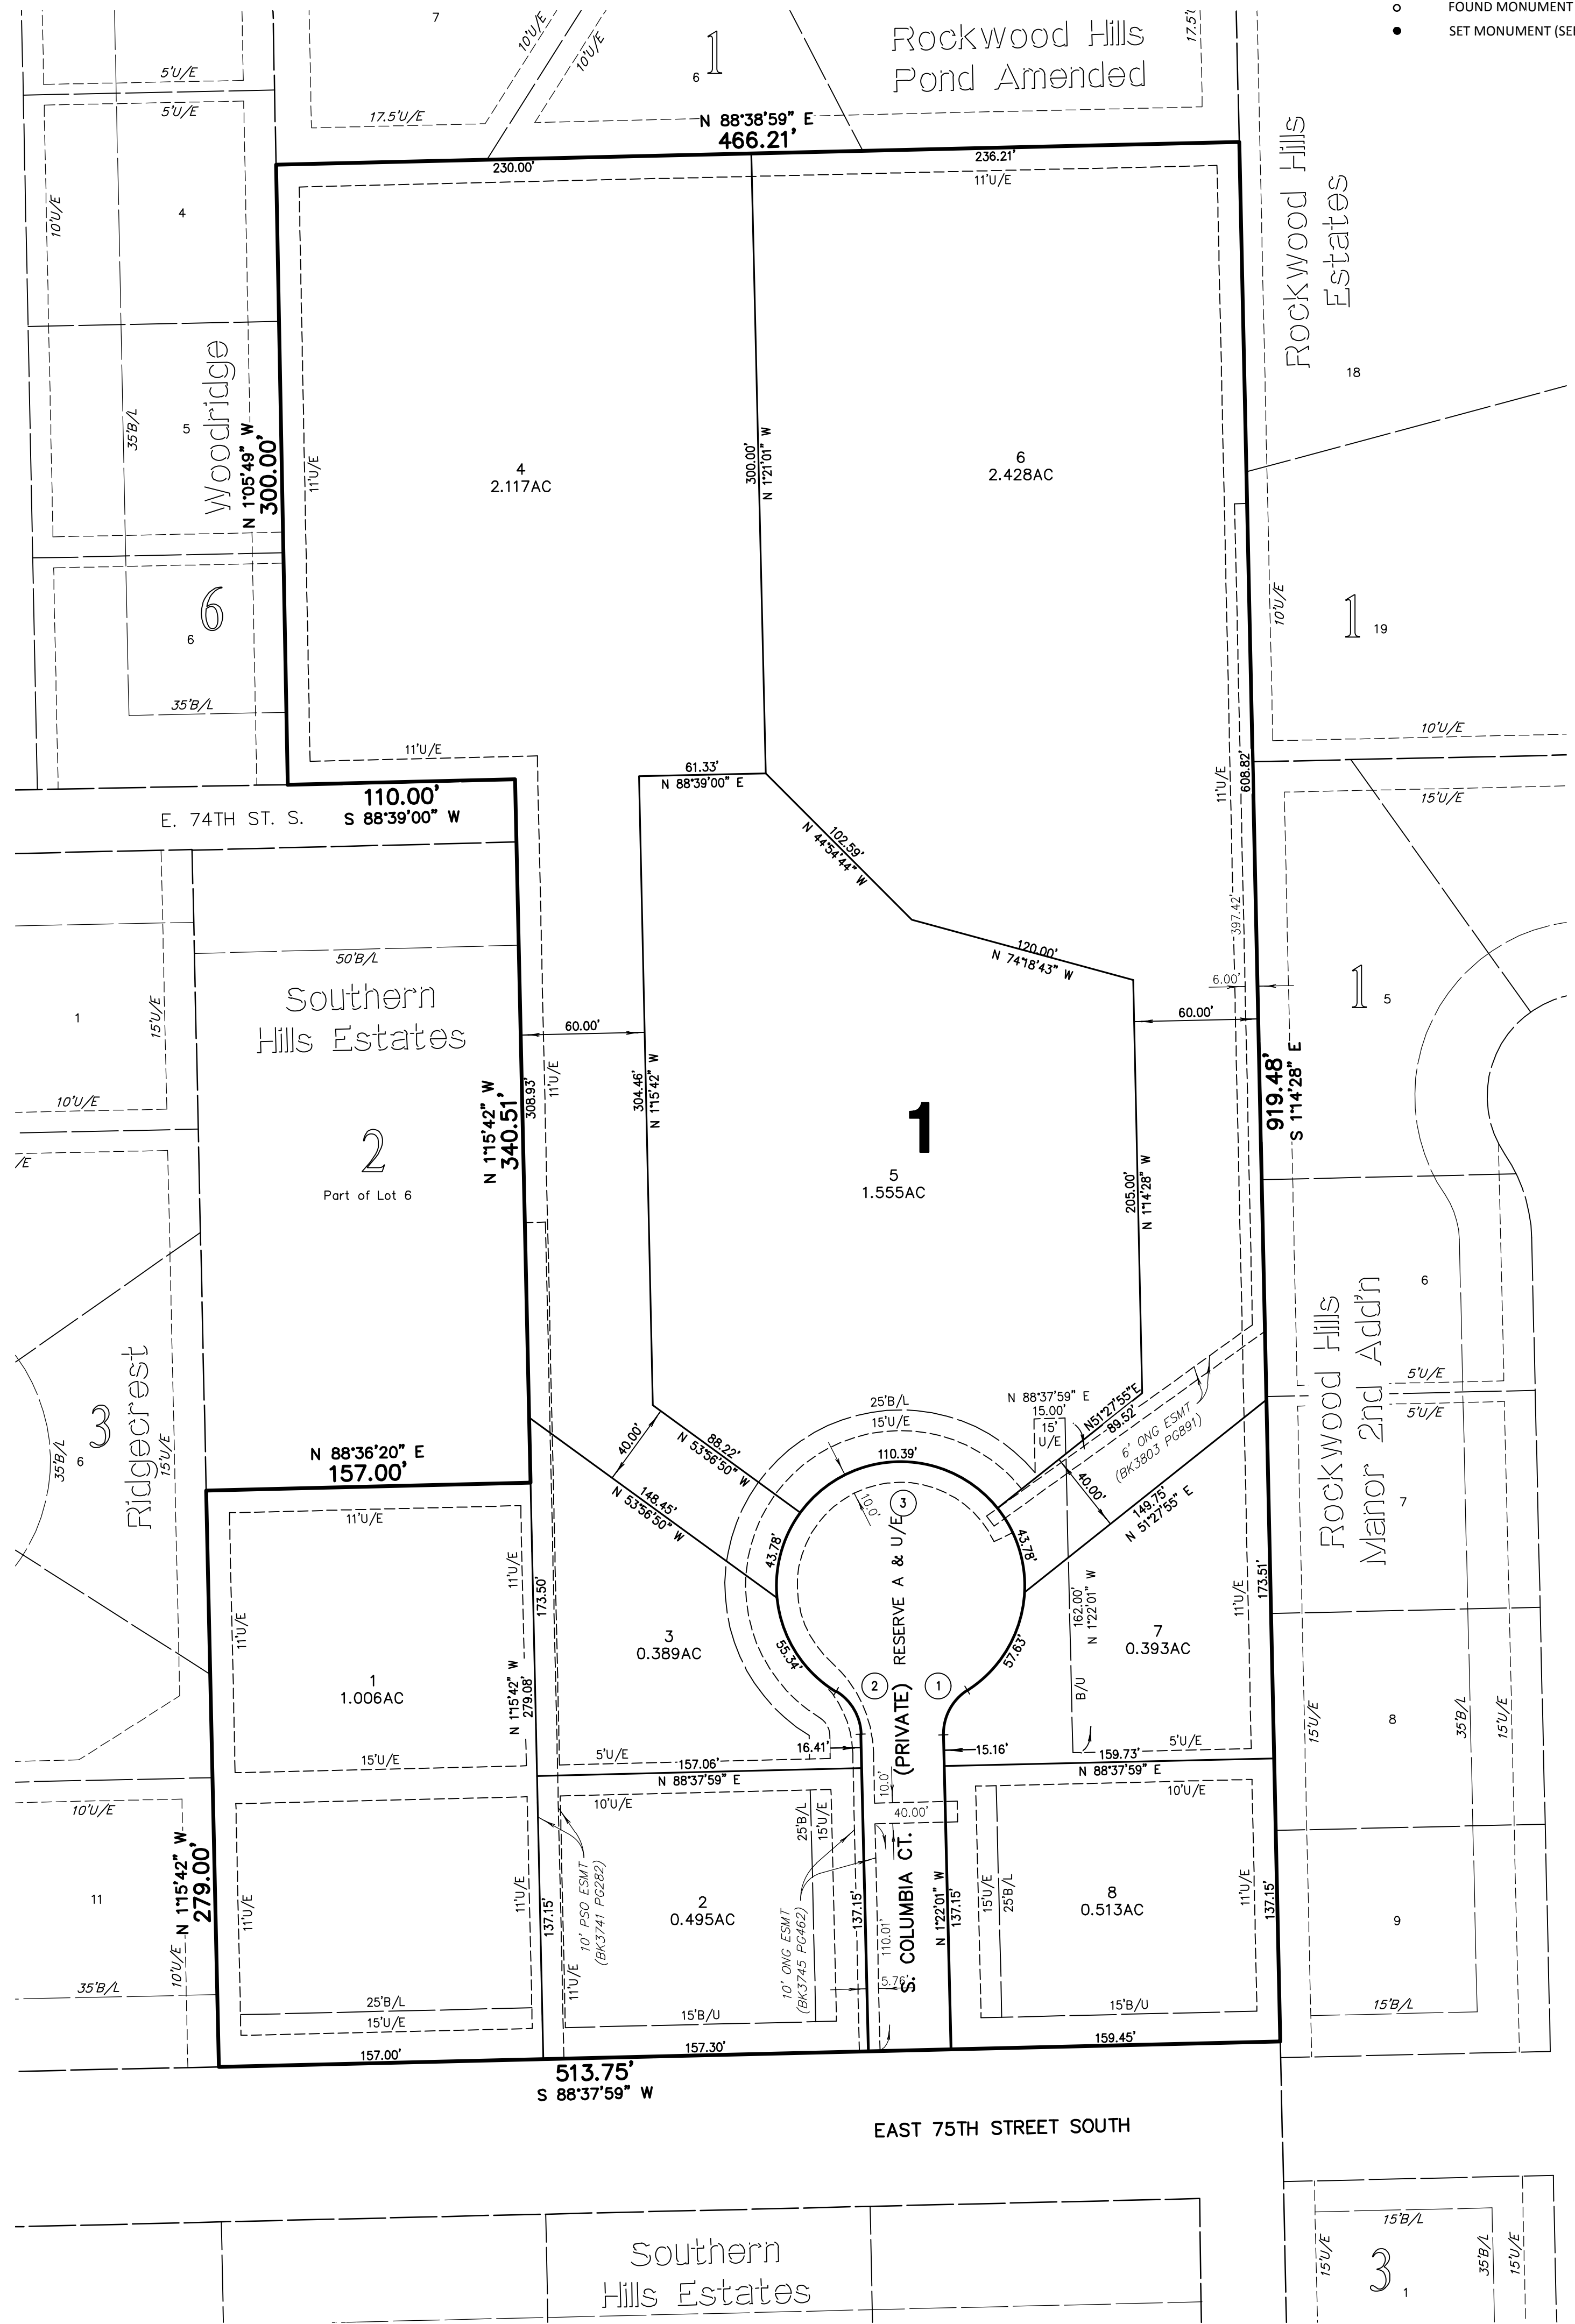 FOUND MONUMENT
SET MONUMENT (SE
7
10'U/E
10'U/E
1
6
Rockwood Hills
Pond Amended
17.5'
5'U/E
5'U/E
17.5'U/E
N 88°38'59" E
466.21'
230.00'
236.21'
11'U/E
Rockwood Hills
Estates
10'U/E
4
35'B/L
5
Woodridge
N 1°05'49" W
300.00'
11'U/E
4
2.117AC
300.00'
N 1°21'01" W
6
2.428AC
18
10'U/E
1
19
6
6
35'B/L
11'U/E
61.33'
N 88°39'00" E
11'U/E
608.82'
10'U/E
110.00'
S 88°39'00" W
E. 74TH ST. S.
102.59'
N 44°54'44" W
15'U/E
397.42'
50'B/L
Southern
Hills Estates
120.00'
N 74°18'43" W
6.00'
1
5
1
15'U/E
60.00'
60.00'
10'U/E
N 1°15'42" W
340.51'
308.93'
11'U/E
304.46'
N 1°15'42" W
1
5
1.555AC
205.00'
N 1°14'28" W
919.48'
S 1°14'28" E
2
Part of Lot 6
/E
Rockwood Hills
Manor 2nd Add'n
6
5'U/E
5'U/E
3
6
35'B/L
Ridgecrest
15'U/E
N 88°36'20" E
157.00'
25'B/L
15'U/E
N 88°37'59" E
15.00'
15'
U/E
N51°27'55"E
89.52'
6' ONG ESMT
(BK3803 PG891)
40.00'
88.22'
N 53°56'50" W
148.45'
N 53°56'50" W
110.39'
10.0'
3
40.00'
149.75'
N 51°27'55" E
7
11'U/E
11'U/E
11'U/E
173.50'
43.78'
43.78'
162.00'
N 1°22'01" W
B/U
11'U/E
173.51'
1
1.006AC
3
0.389AC
55.34'
57.63'
7
0.393AC
2
1
N 1°15'42" W
279.08'
S. COLUMBIA CT. (PRIVATE) RESERVE A & U/E
15'U/E
35'B/L
15'U/E
8
15'U/E
5'U/E
157.06'
N 88°37'59" E
16.41'
15.16'
159.73'
N 88°37'59" E
5'U/E
10'U/E
N 1°15'42" W
279.00'
10'U/E
25'B/L
15'U/E
10.0'
40.00'
10'U/E
11
11'U/E
11'U/E
137.15'
10' PSO ESMT
(BK3741 PG282)
2
0.495AC
10' ONG ESMT
(BK3745 PG462)
137.15'
110.01'
N 1°22'01" W
137.15'
15'U/E
25'B/L
8
0.513AC
11'U/E
137.15'
9
10'U/E
35'B/L
25'B/L
15'U/E
11'U/E
15'B/U
5.76'
15'B/U
15'B/L
157.00'
157.30'
159.45'
513.75'
S 88°37'59" W
EAST 75TH STREET SOUTH
Southern
Hills Estates
15'B/L
15'U/E
3
1
35'B/L
15'U/E